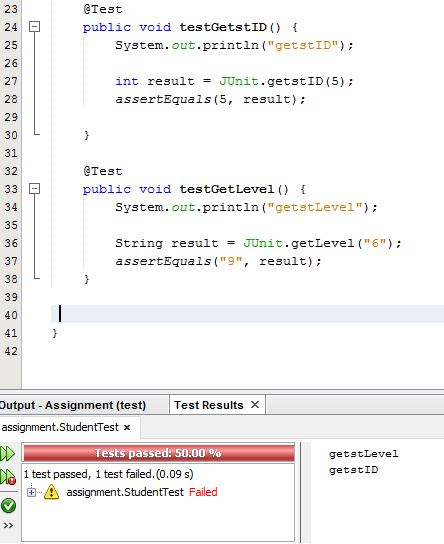 23 @Test
24 public void testGetstID() {
25 System.out.println("getstID");
26
27 int result = JUnit.getstID(5);
28 assertEquals(5, result);
29
30 }
31
32 @Test
33 public void testGetLevel() {
34 System.out.println("getstLevel");
35
36 String result = JUnit.getLevel("6");
37 assertEquals("9", result);
38 }
39
40
41 }
42
Output - Assignment (test) Test Results
assignment.StudentTest
Tests passed: 50.00 %
1 test passed, 1 test failed.(0.09 s)
assignment.StudentTest Failed
getstLevel
getstID